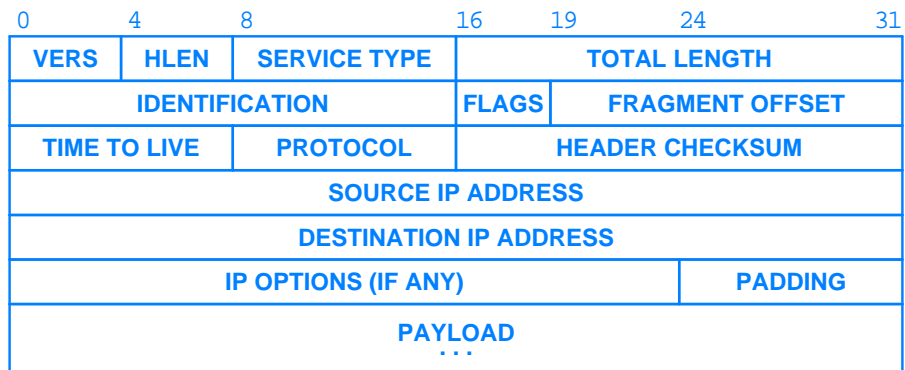 0 4 8 16 19 24 31
VERS HLEN SERVICE TYPE TOTAL LENGTH
IDENTIFICATION FLAGS FRAGMENT OFFSET
TIME TO LIVE PROTOCOL HEADER CHECKSUM
SOURCE IP ADDRESS
DESTINATION IP ADDRESS
IP OPTIONS (IF ANY) PADDING
PAYLOAD
. . .